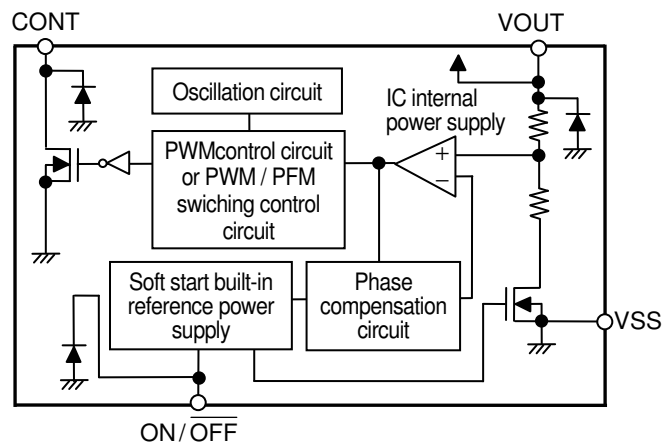 CONT
VOUT
Oscillation circuit
IC internal
power supply
PWMcontrol circuit
or PWM / PFM
swiching control
circuit
+
−
Soft start built-in
reference power
supply
Phase
compensation
circuit
VSS
ON/OFF